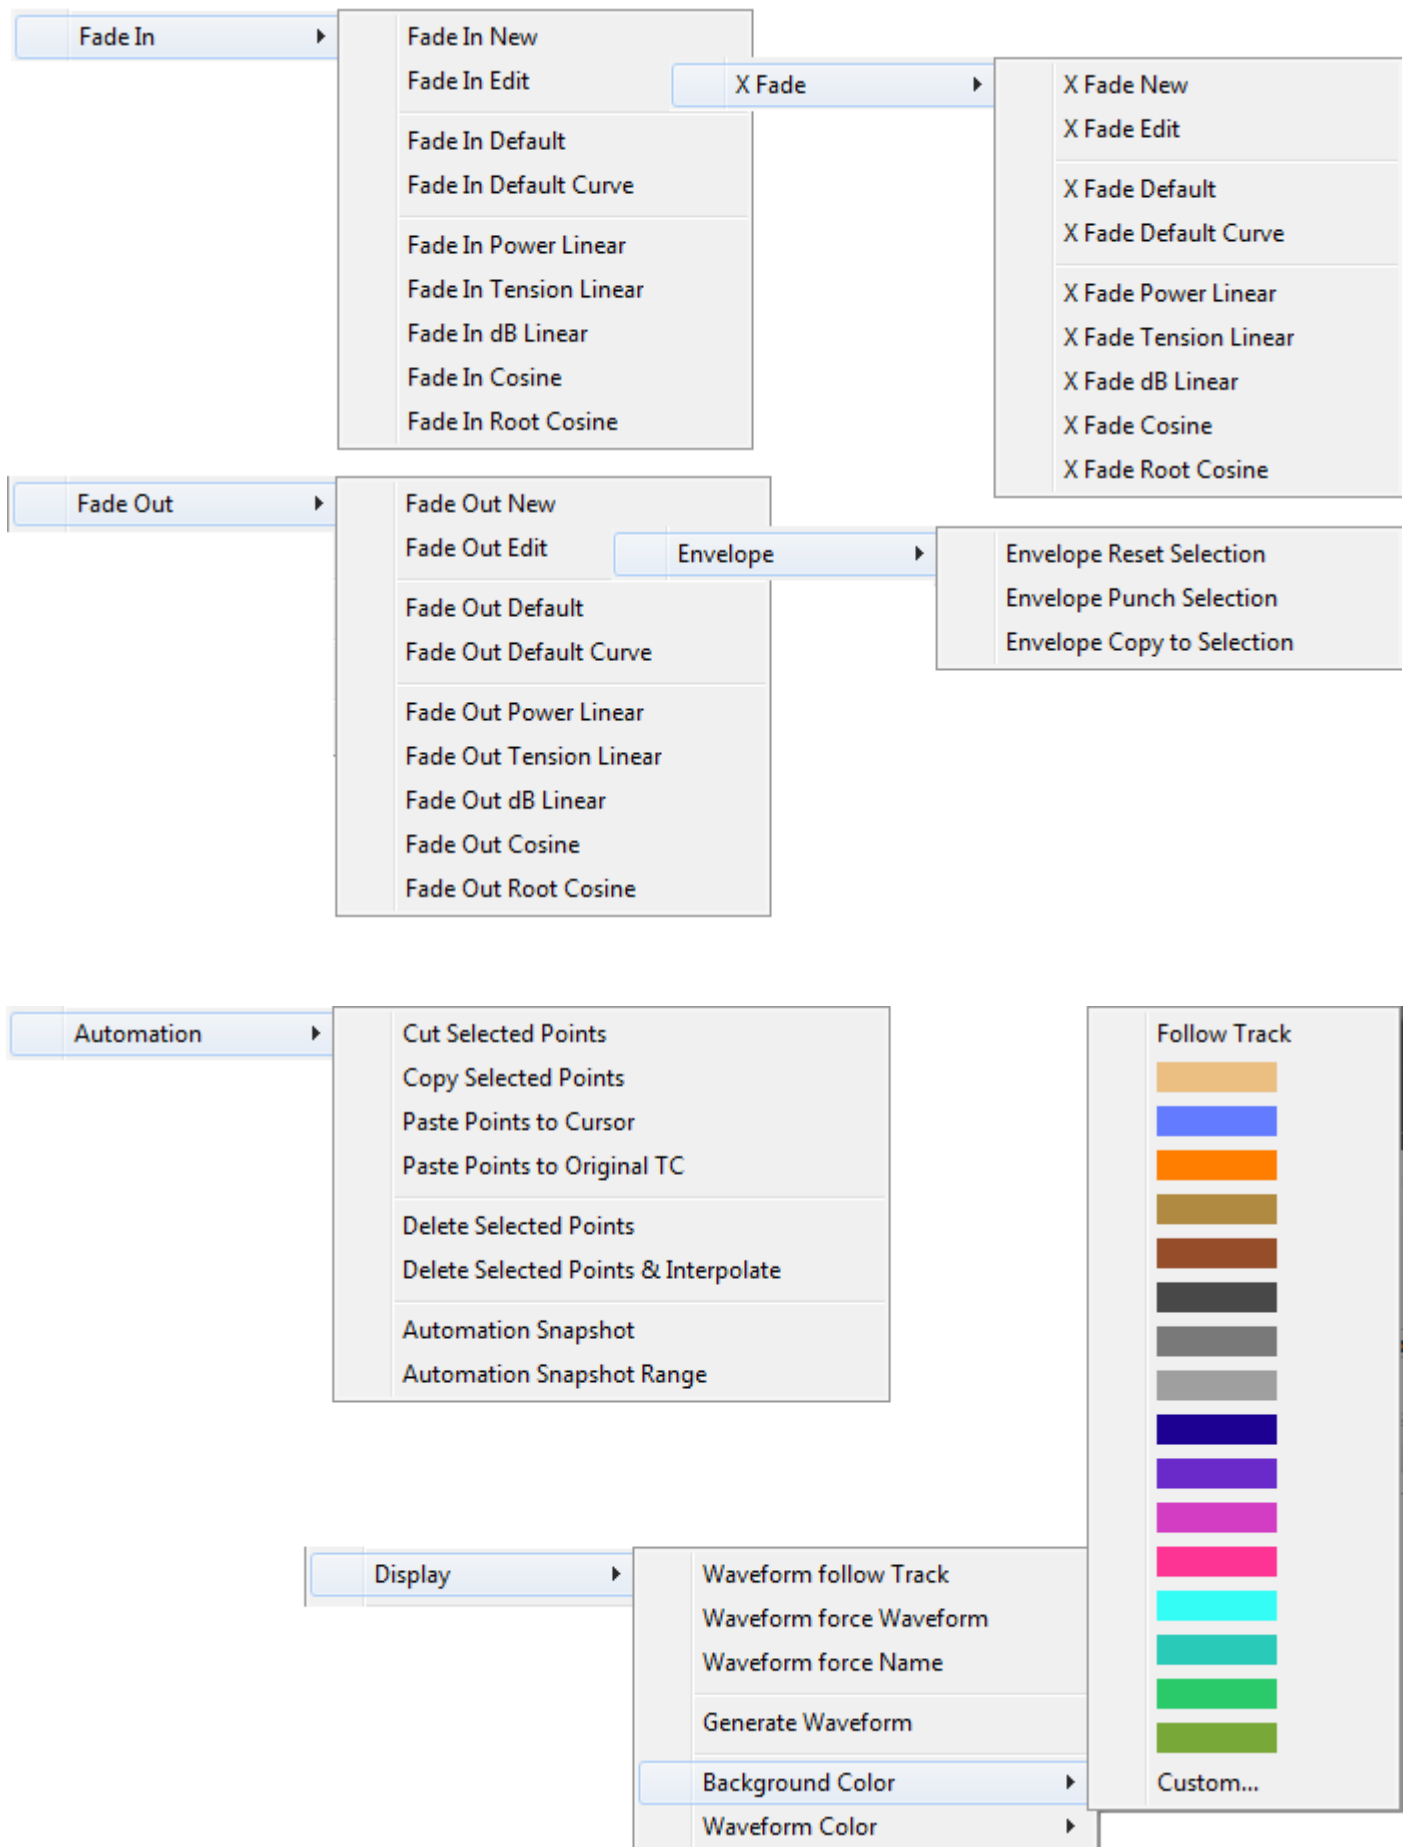 Fade In
Fade In New
Fade In Edit
Fade In Default
Fade In Default Curve
Fade In Power Linear
Fade In Tension Linear
Fade In dB Linear
Fade In Cosine
Fade In Root Cosine
X Fade
X Fade New
X Fade Edit
X Fade Default
X Fade Default Curve
X Fade Power Linear
X Fade Tension Linear
X Fade dB Linear
X Fade Cosine
X Fade Root Cosine
Fade Out
Fade Out New
Fade Out Edit
Fade Out Default
Fade Out Default Curve
Fade Out Power Linear
Fade Out Tension Linear
Fade Out dB Linear
Fade Out Cosine
Fade Out Root Cosine
Envelope
Envelope Reset Selection
Envelope Punch Selection
Envelope Copy to Selection
Automation
Cut Selected Points
Copy Selected Points
Paste Points to Cursor
Paste Points to Original TC
Delete Selected Points
Delete Selected Points & Interpolate
Automation Snapshot
Automation Snapshot Range
Display
Waveform follow Track
Waveform force Waveform
Waveform force Name
Generate Waveform
Background Color
Waveform Color
Follow Track
Custom...